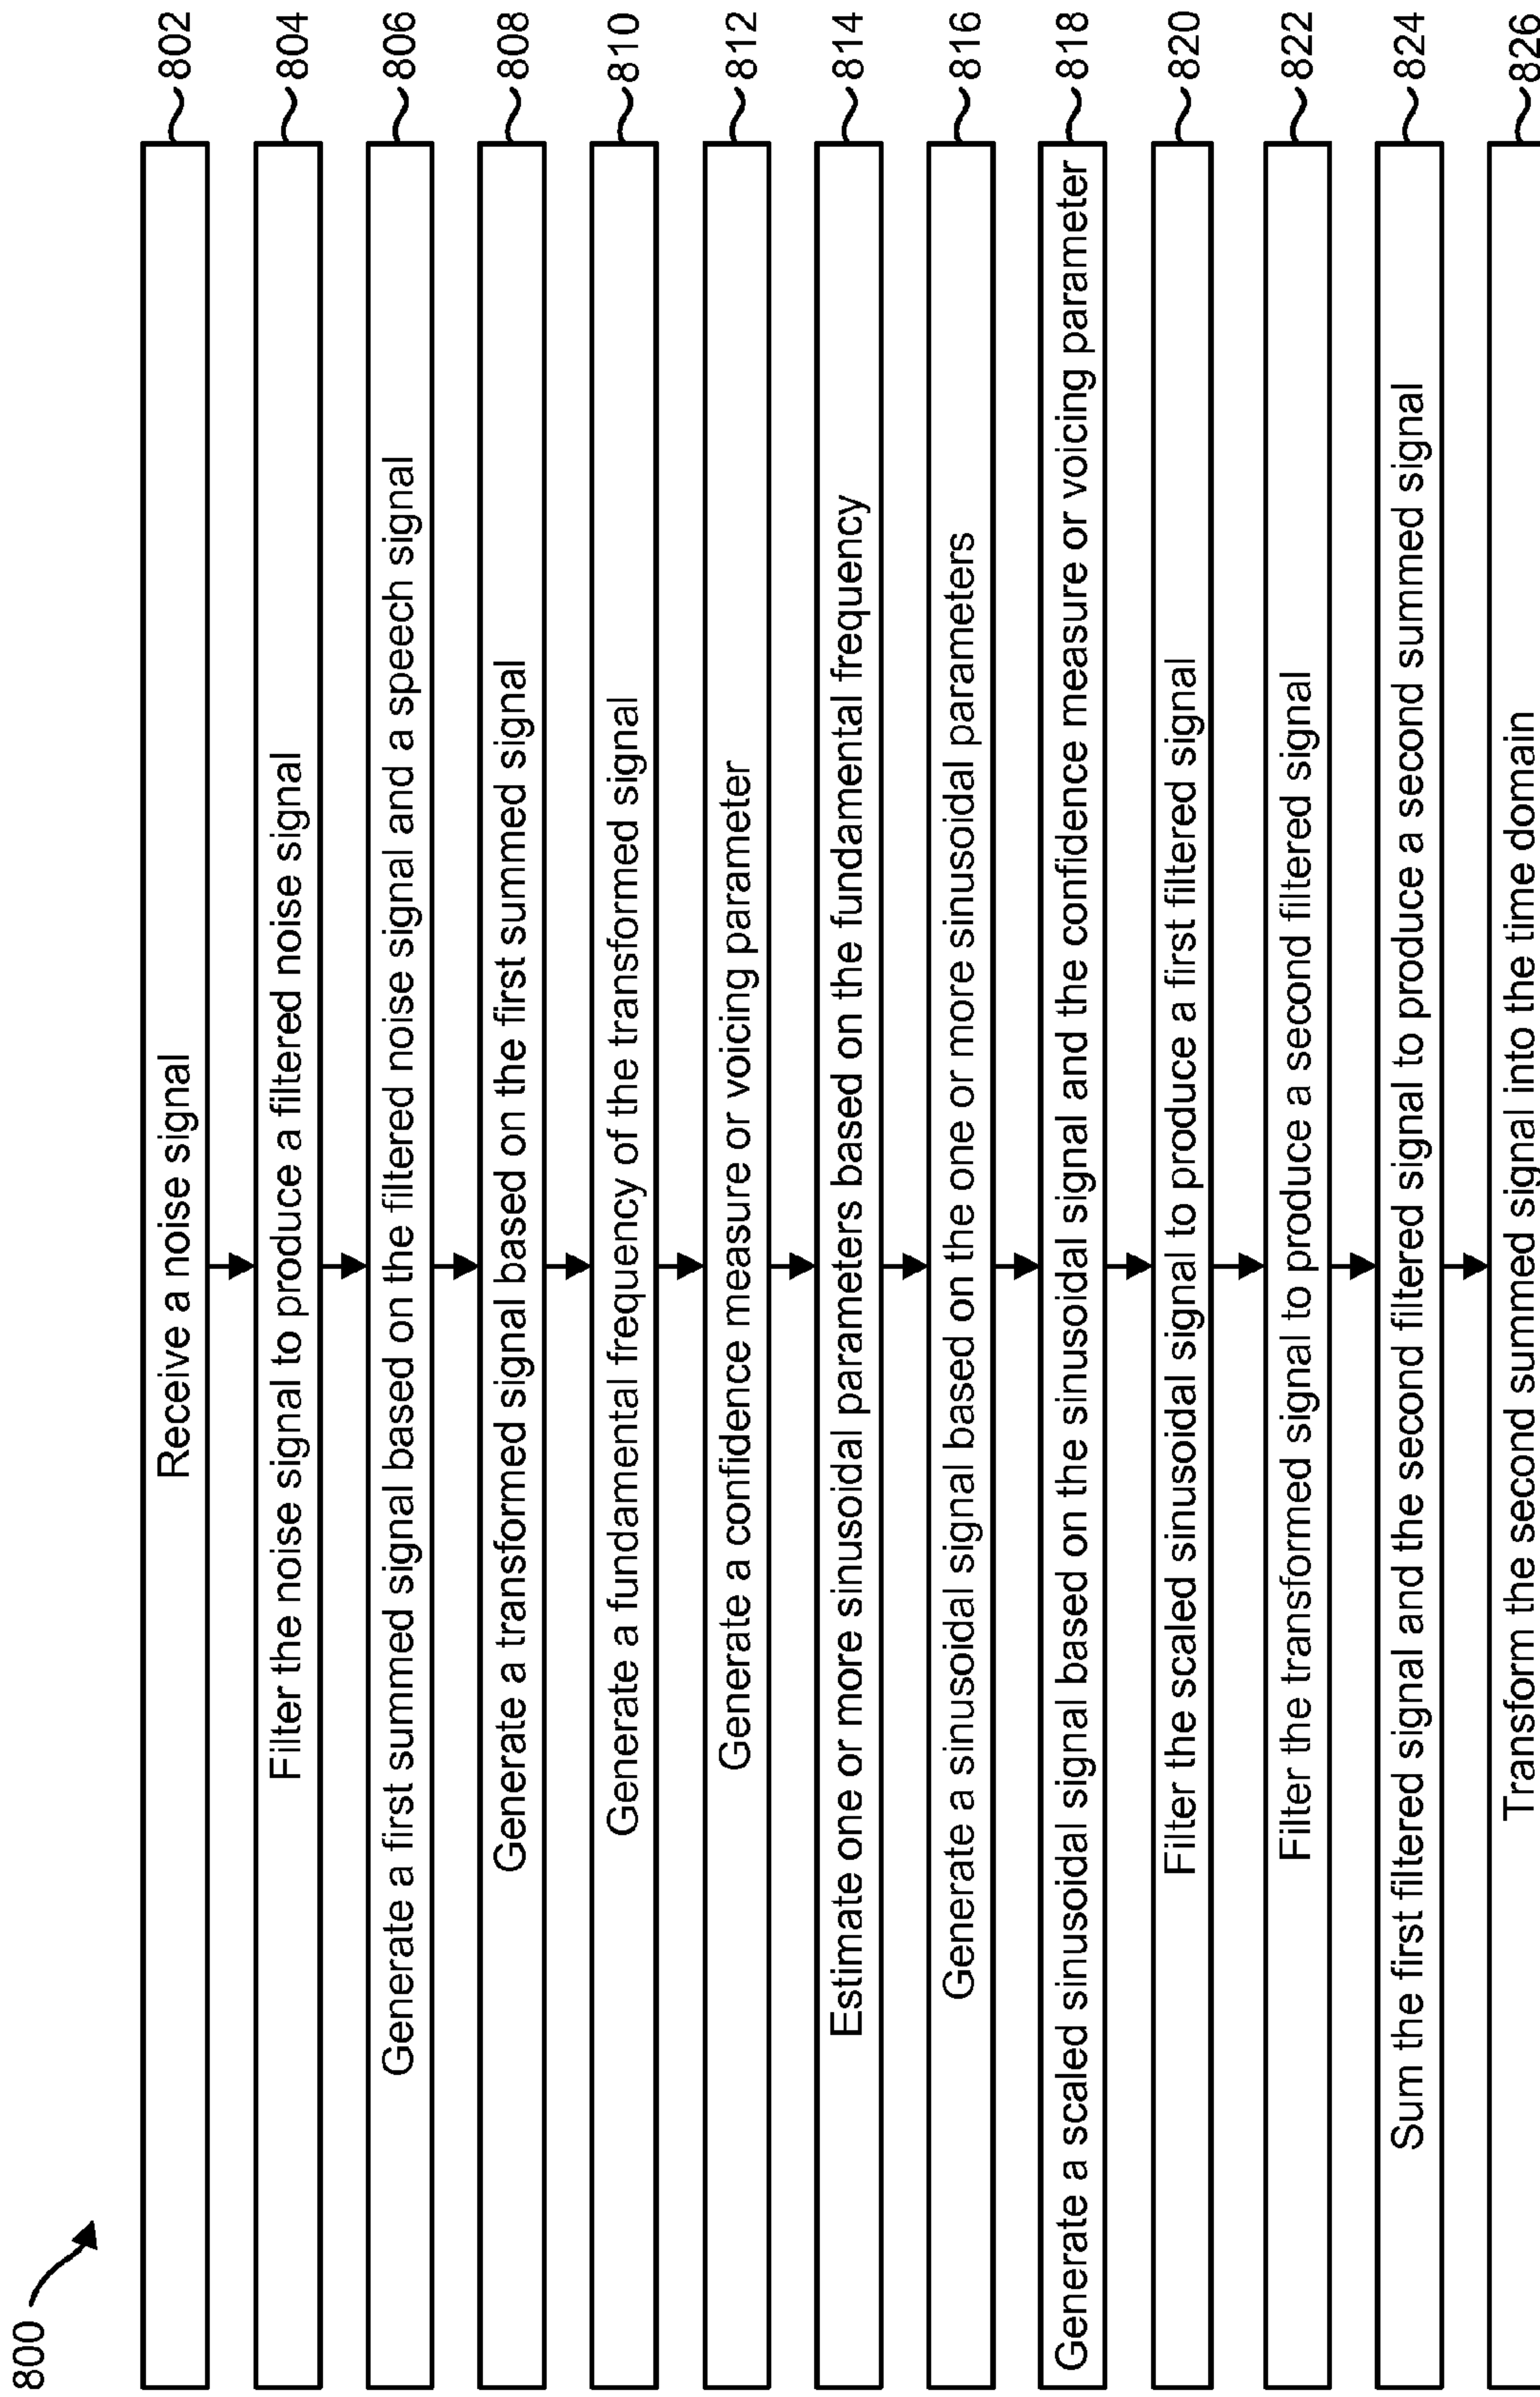 800
Receive a noise signal
802
Filter the noise signal to produce a filtered noise signal
804
Generate a first summed signal based on the filtered noise signal and a speech signal
806
Generate a transformed signal based on the first summed signal
808
Generate a fundamental frequency of the transformed signal
810
Generate a confidence measure or voicing parameter
812
Estimate one or more sinusoidal parameters based on the fundamental frequency
814
Generate a sinusoidal signal based on the one or more sinusoidal parameters
816
Generate a scaled sinusoidal signal based on the sinusoidal signal and the confidence measure or voicing parameter
818
Filter the scaled sinusoidal signal to produce a first filtered signal
820
Filter the transformed signal to produce a second filtered signal
822
Sum the first filtered signal and the second filtered signal to produce a second summed signal
824
Transform the second summed signal into the time domain
826